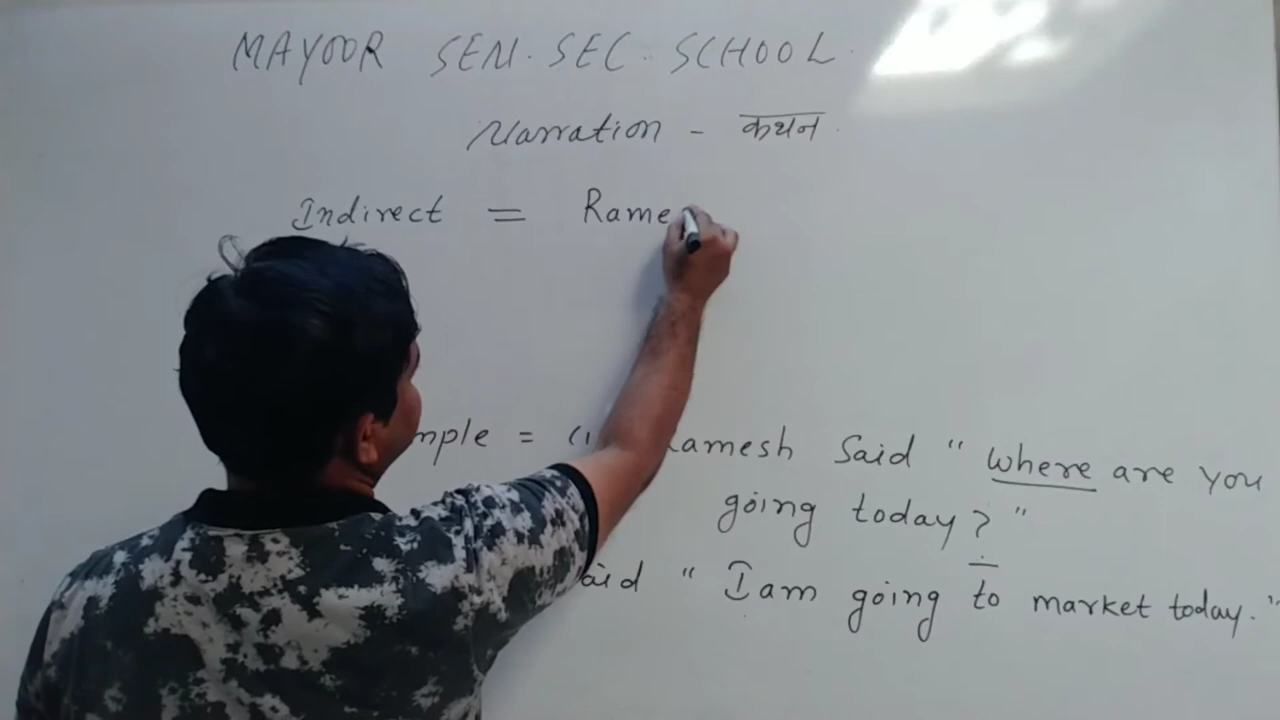 MAYOOR SEN. SEC. SCHOOL
Narration - कथन
Indirect = Rame
mple = (1 amesh Said " where are you
going today? "
aid " I am going to market today. "